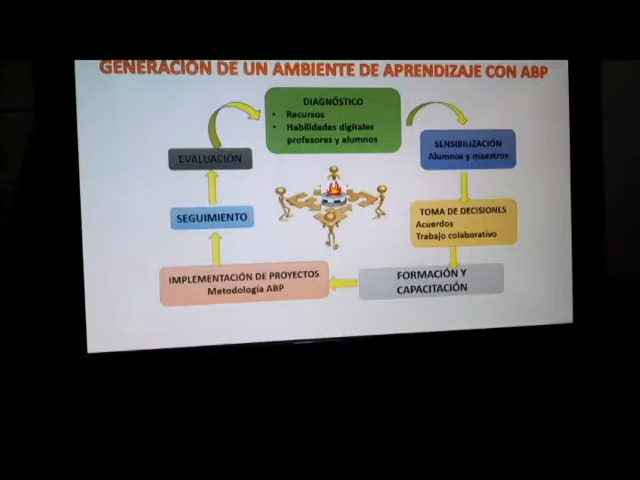 GENERACIÓN DE UN AMBIENTE DE APRENDIZAJE CON ABP
DIAGNÓSTICO
• Recursos
• Habilidades digitales
profesores y alumnos
SENSIBILIZACIÓN
Alumnos y maestros
TOMA DE DECISIONES
Acuerdos
Trabajo colaborativo
FORMACIÓN Y
CAPACITACIÓN
IMPLEMENTACIÓN DE PROYECTOS
Metodología ABP
SEGUIMIENTO
EVALUACIÓN